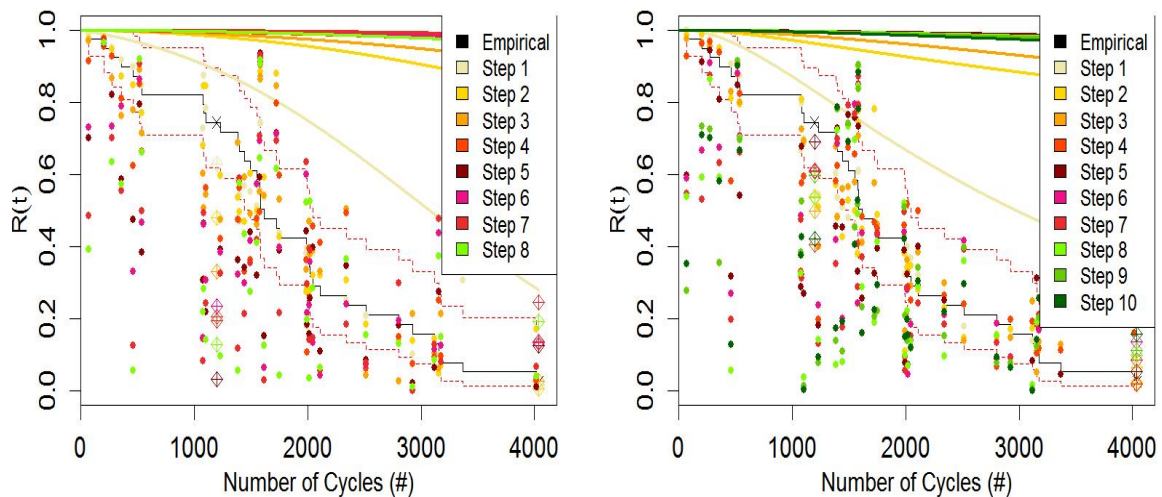 R(t)
1.0
0.8
0.6
0.4
0.2
0.0
0 1000 2000 3000 4000
Number of Cycles (#)
Empirical
Step 1
Step 2
Step 3
Step 4
Step 5
Step 6
Step 7
Step 8
R(t)
1.0
0.8
0.6
0.4
0.2
0.0
0 1000 2000 3000 4000
Number of Cycles (#)
Empirical
Step 1
Step 2
Step 3
Step 4
Step 5
Step 6
Step 7
Step 8
Step 9
Step 10